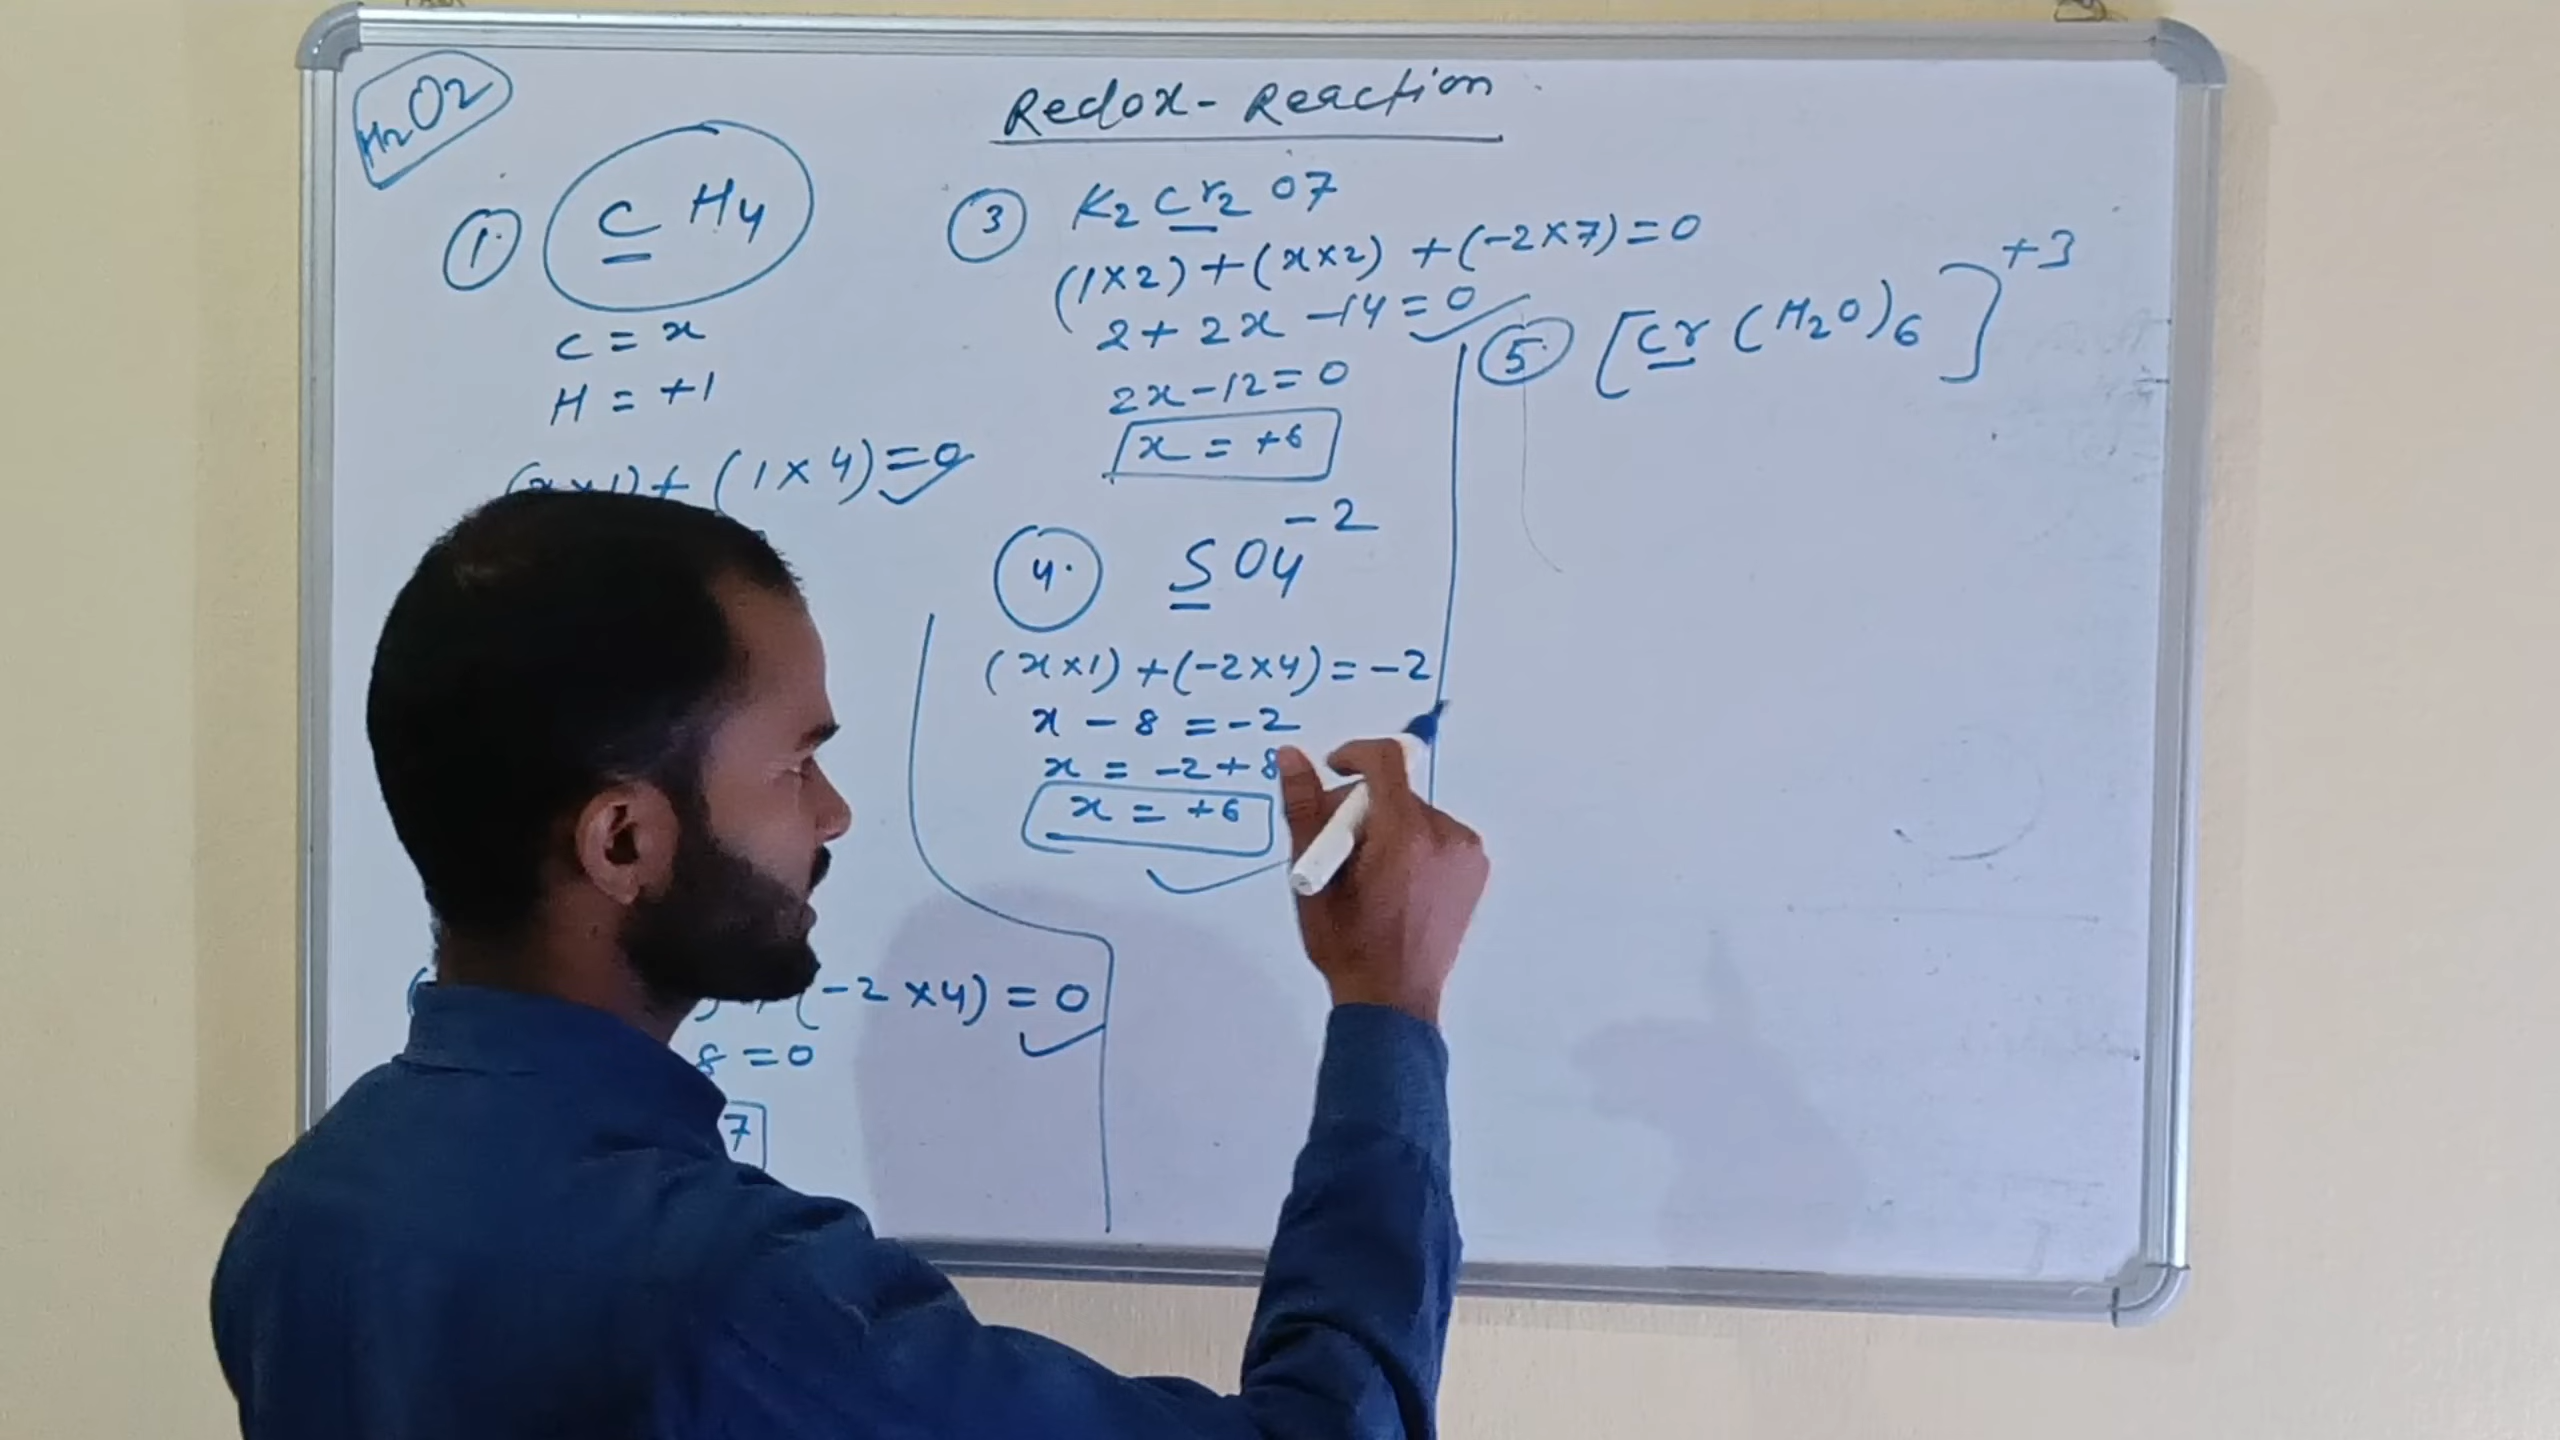 Redox-Reaction
H2O2
1. CH4
C = x
H = +1
(x×1)+(1×4)=0
(-2×4)=0
8=0
7
3 K2Cr2O7
(1×2)+(x×2)+(-2×7)=0
2+2x-14=0
2x-12=0
x=+6
4. SO4-2
(x×1)+(-2×4)=-2
x-8=-2
x=-2+8
x=+6
5. [Cr(H2O)6]+3